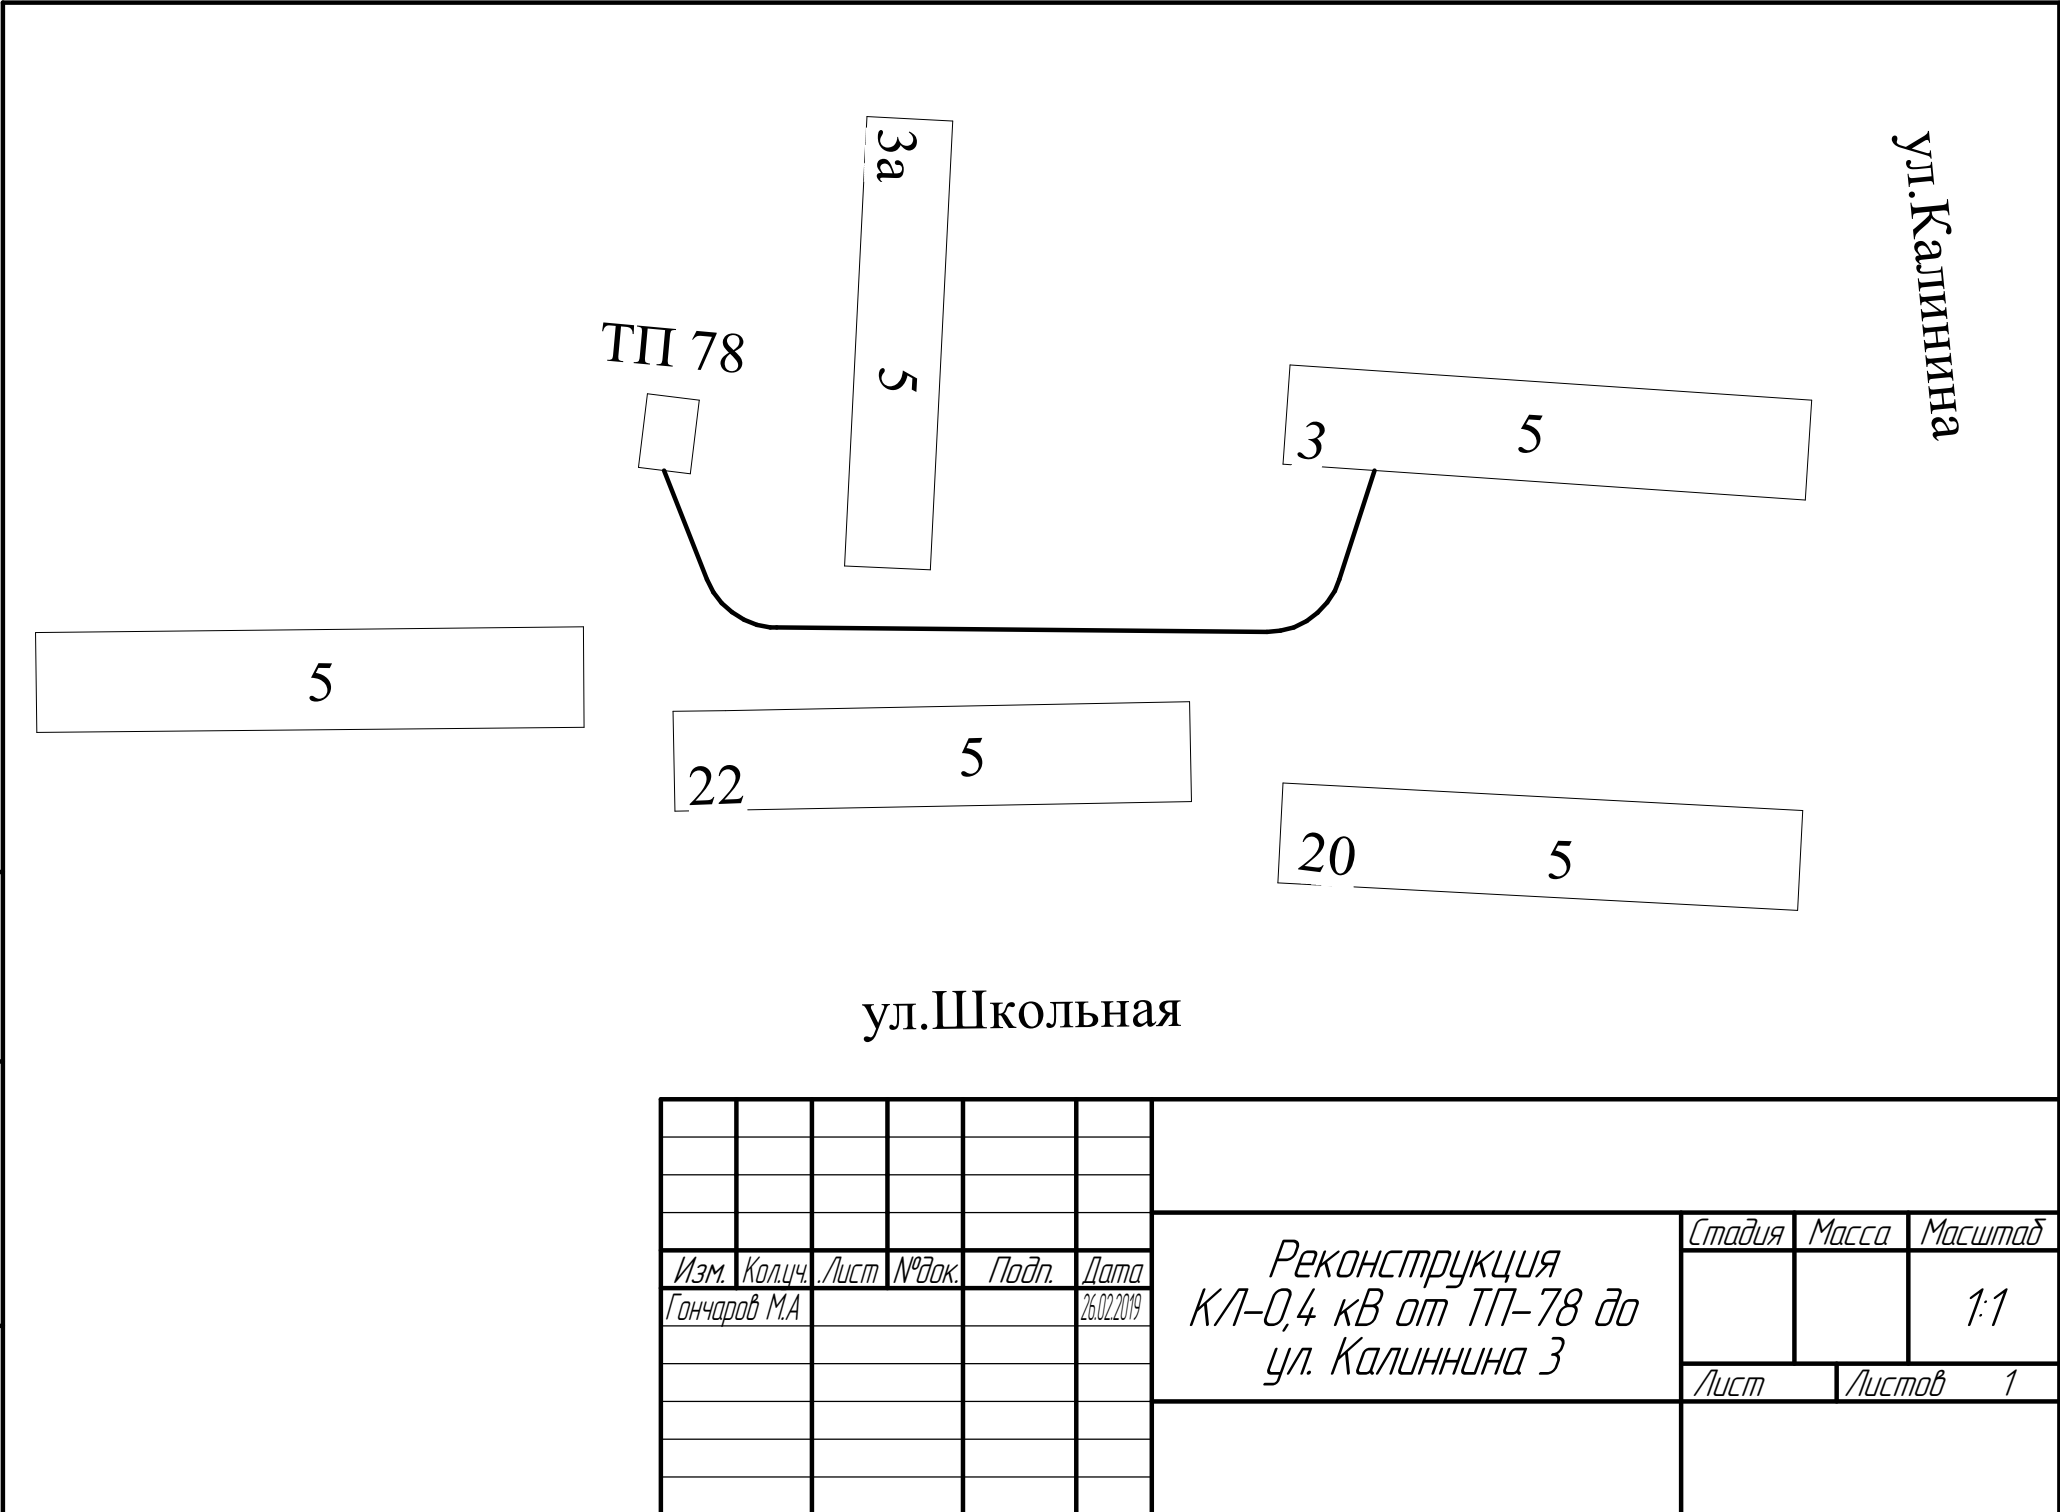 3а
5
ул.Калинина
ТП 78
3
5
5
22
5
20
5
ул.Школьная
Изм. Кол.уч. .Лист №док. Подп. Дата
Гончаров М.А 26.02.2019
Реконструкция
КЛ-0,4 кВ от ТП-78 до
ул. Калиннина 3
Стадия Масса Масштаб
1:1
Лист Листов 1